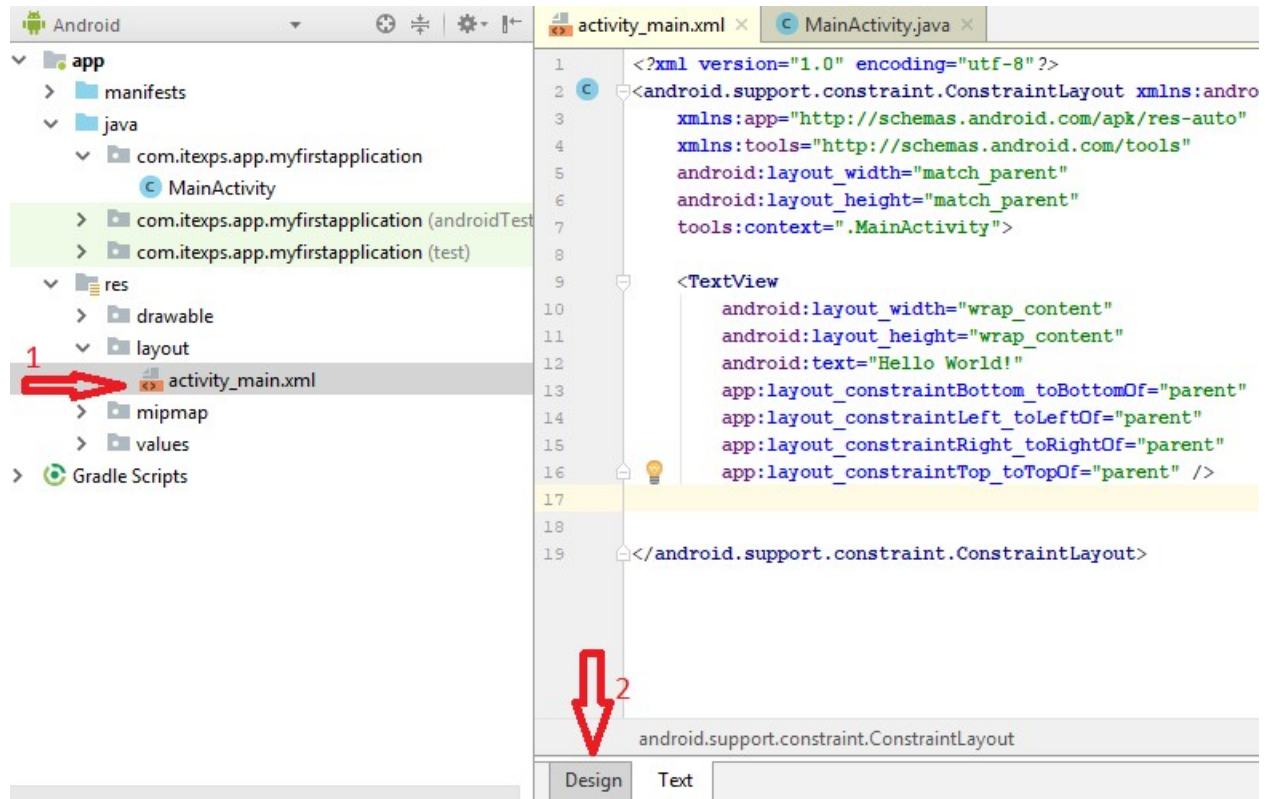 Android
app
manifests
java
com.itexps.app.myfirstapplication
MainActivity
com.itexps.app.myfirstapplication (androidTest
com.itexps.app.myfirstapplication (test)
res
drawable
layout
1
activity_main.xml
mipmap
values
Gradle Scripts
activity_main.xml
MainActivity.java
1 <?xml version="1.0" encoding="utf-8"?>
2 <android.support.constraint.ConstraintLayout xmlns:andro
3 xmlns:app="http://schemas.android.com/apk/res-auto"
4 xmlns:tools="http://schemas.android.com/tools"
5 android:layout_width="match_parent"
6 android:layout_height="match_parent"
7 tools:context=".MainActivity">
8
9 <TextView
10 android:layout_width="wrap_content"
11 android:layout_height="wrap_content"
12 android:text="Hello World!"
13 app:layout_constraintBottom_toBottomOf="parent"
14 app:layout_constraintLeft_toLeftOf="parent"
15 app:layout_constraintRight_toRightOf="parent"
16 app:layout_constraintTop_toTopOf="parent" />
17
18
19 </android.support.constraint.ConstraintLayout>
2
android.support.constraint.ConstraintLayout
Design Text